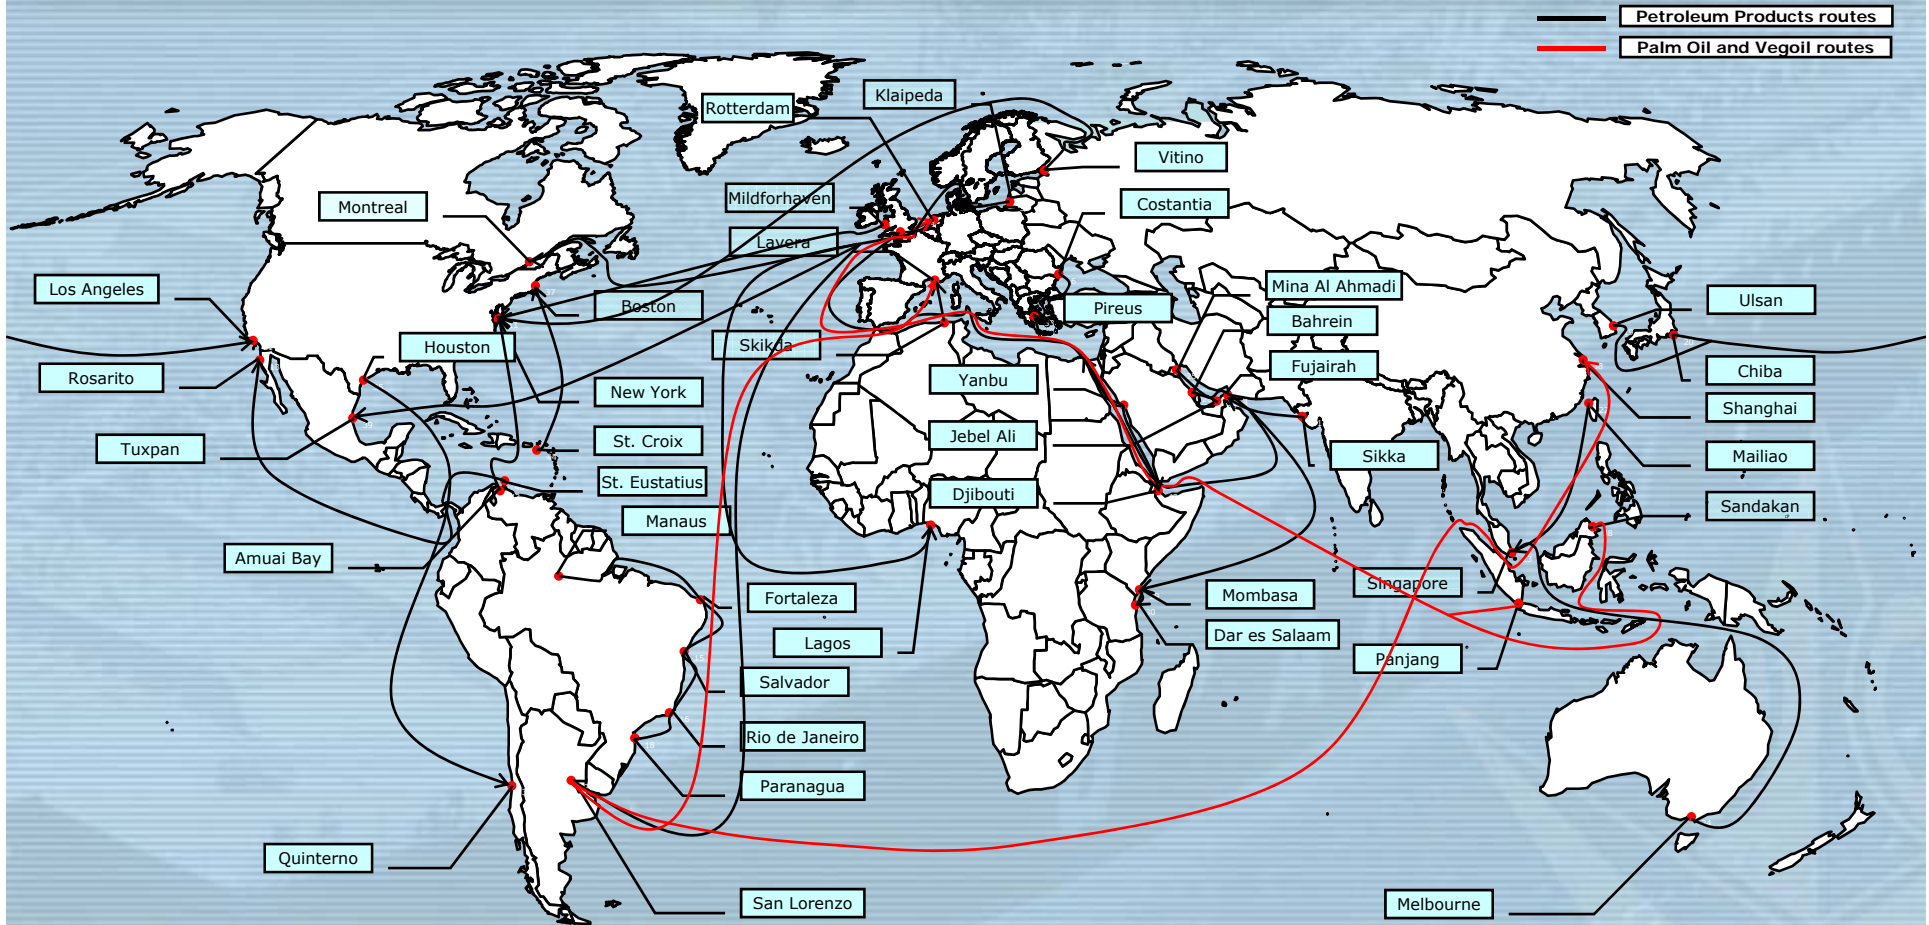 Petroleum Products routes
Palm Oil and Vegoil routes
Klaipeda
Rotterdam
Vitino
Mildforhaven
Costantia
Montreal
Lavera
Los Angeles
Mina Al Ahmadi
Boston
Pireus
Ulsan
Bahrein
Houston
Skikda
Fujairah
Rosarito
Yanbu
Chiba
New York
Shanghai
Tuxpan
St. Croix
Jebel Ali
Sikka
Mailiao
St. Eustatius
Djibouti
Sandakan
Manaus
Amuai Bay
Singapore
Fortaleza
Mombasa
Lagos
Dar es Salaam
Panjang
Salvador
Rio de Janeiro
Paranagua
Quinterno
San Lorenzo
Melbourne
37
20